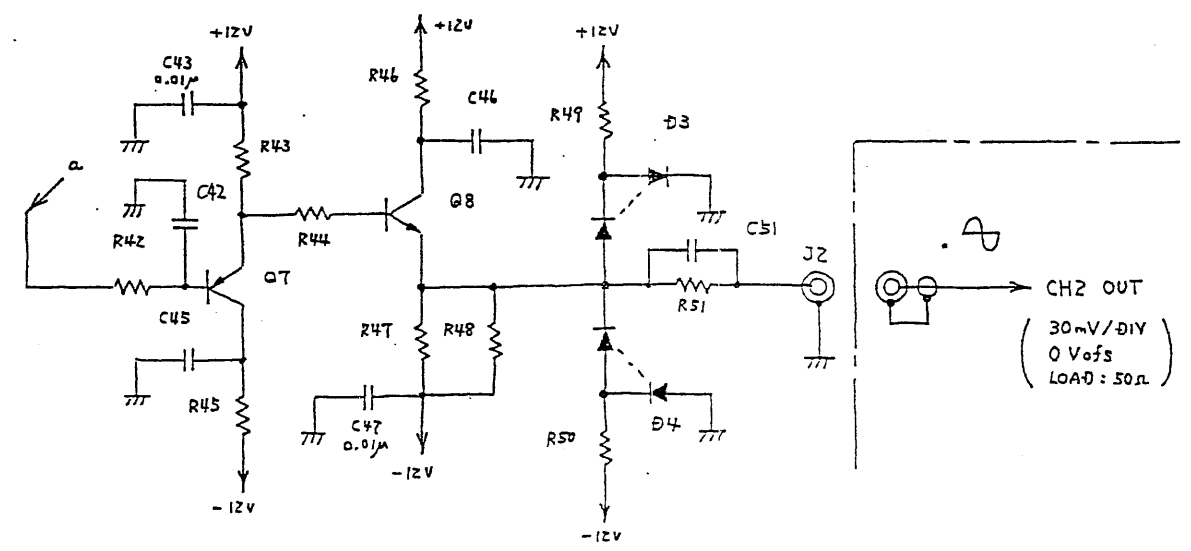 +12V
C43
0.01μ
R43
a
C42
R42
Q7
C45
R45
-12V
+12V
R46
C46
R44
Q8
R47
R48
C47
0.01μ
-12V
+12V
R49
D3
C51
R51
J2
D4
R50
-12V
CH2 OUT
30mV/DIV
0 Vofs
LOAD : 50Ω